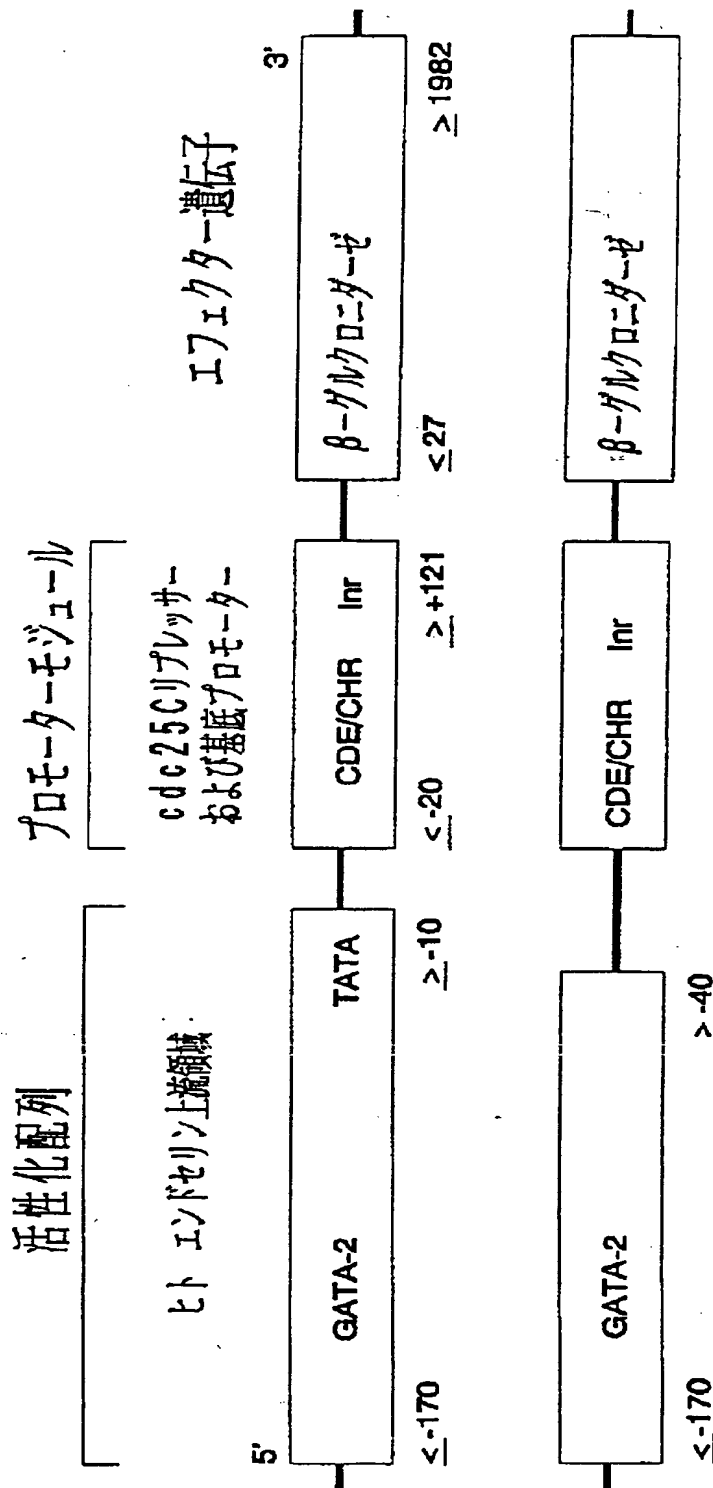 活性化配列
プロモーターモジュール
ヒト エンドセリン上流領域
cdc25Cリプレッサー
および基底プロモーター
エフェクター遺伝子
5'
3'
GATA-2 TATA
CDE/CHR Inr
β-グルクロニダーゼ
≤-170
≥-10
≤-20
≥+121
≤27
≥1982
GATA-2
CDE/CHR Inr
β-グルクロニダーゼ
≤-170
>-40